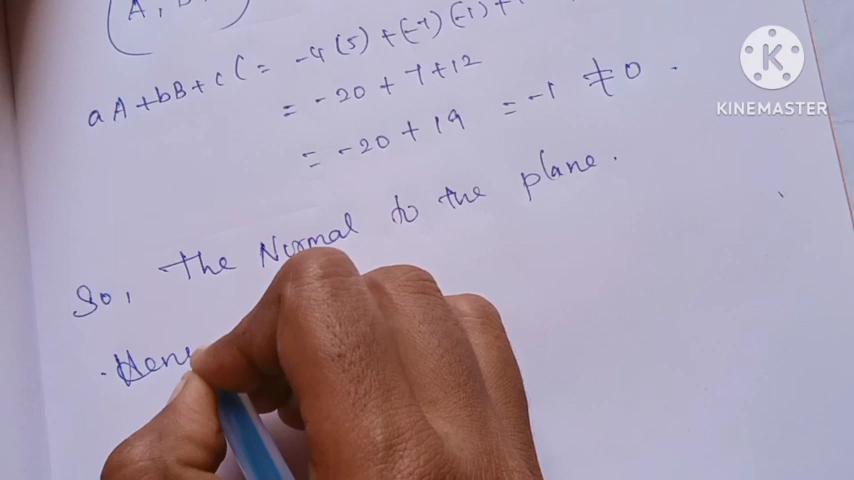 (A, B,
aA + bB + cC = -4(5) + (-7)(-1) +
= -20 + 7 + 12
= -20 + 19 = -1 ≠ 0.
So, The Normal to the plane.
Hen
KINEMASTER